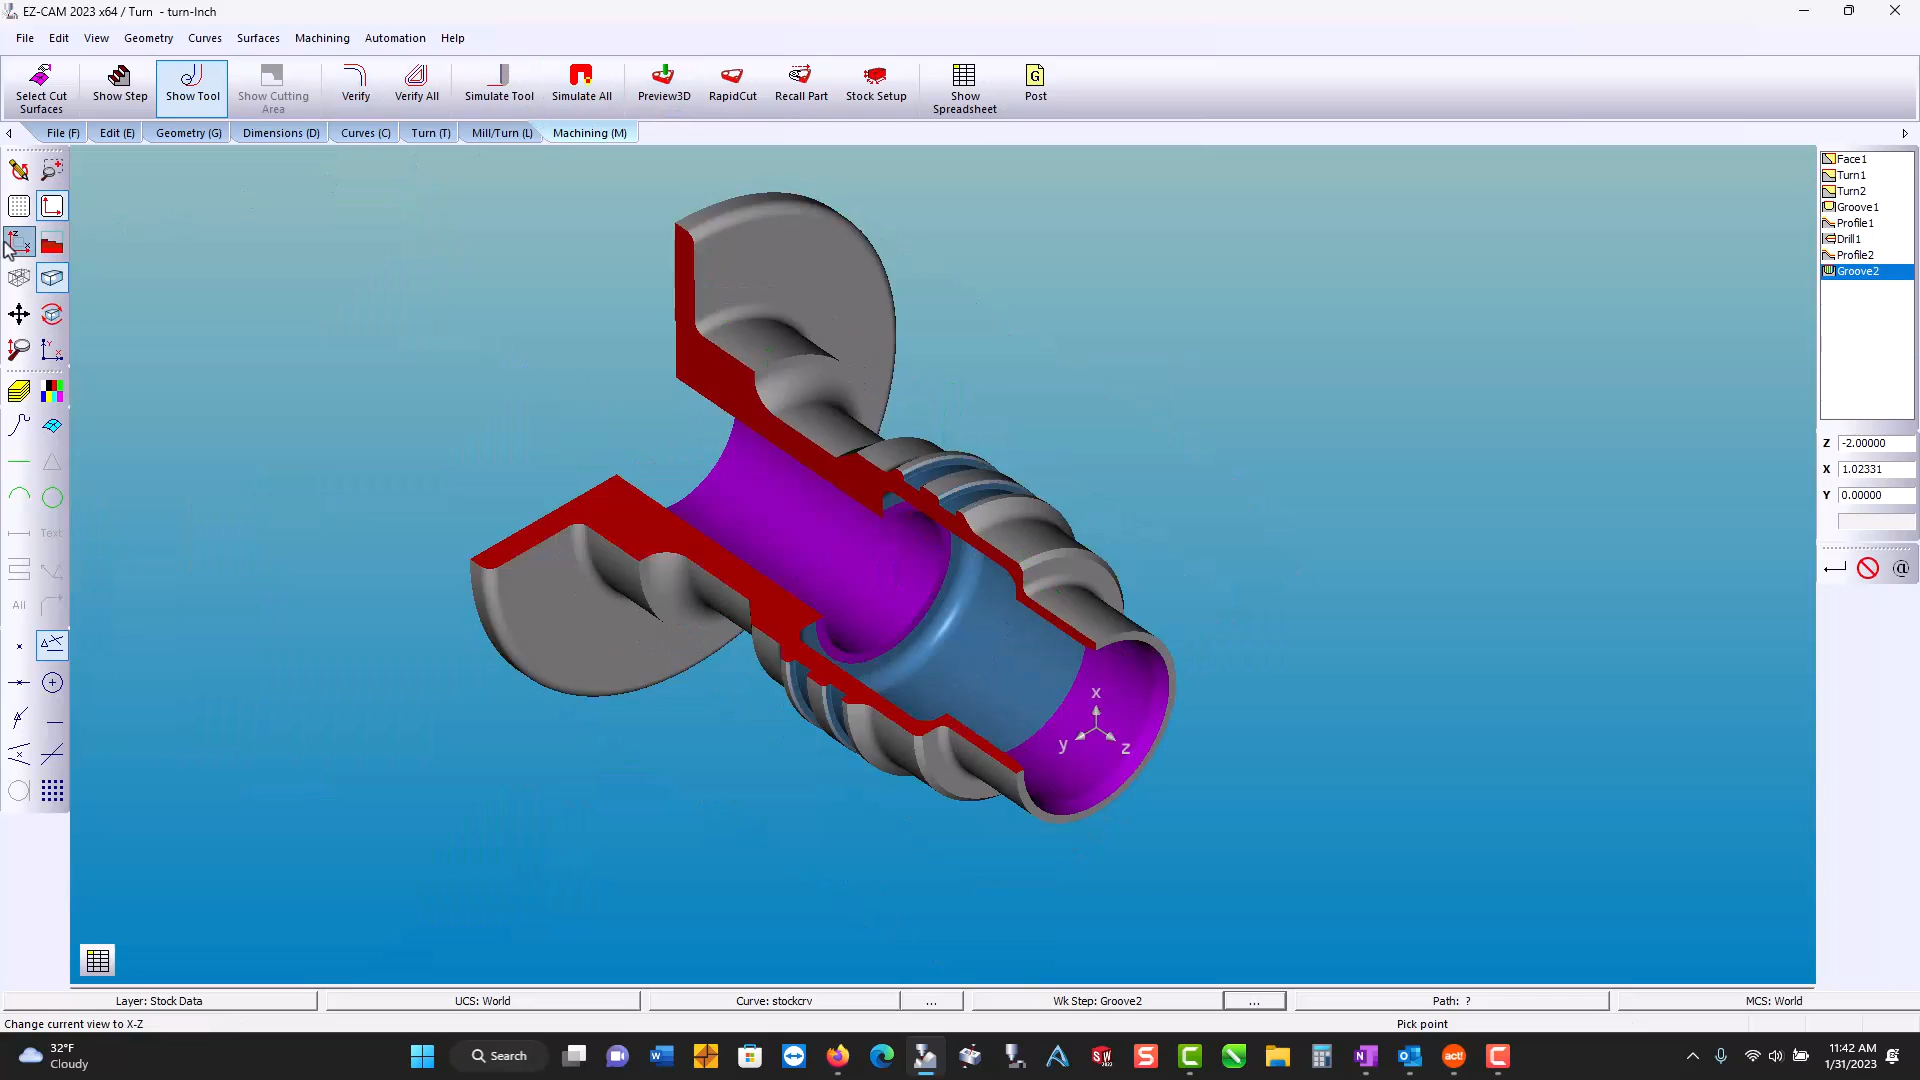 EZ-CAM 2023 x64 / Turn - turn-Inch
File Edit View Geometry Curves Surfaces Machining Automation Help
Select Cut Surfaces
Show Step
Show Tool
Show Cutting Area
Verify
Verify All
Simulate Tool
Simulate All
Preview3D
RapidCut
Recall Part
Stock Setup
Show Spreadsheet
G
Post
File (F) Edit (E) Geometry (G) Dimensions (D) Curves (C) Turn (T) Mill/Turn (L) Machining (M)
Face1
Turn1
Turn2
Groove1
Profile1
Drill1
Profile2
Groove2
Z -2.00000
X 1.02331
Y 0.00000
@
Text
All
x
y
z
Layer: Stock Data UCS: World Curve: stockcrv ... Wk Step: Groove2 ... Path: ? MCS: World
Change current view to X-Z Pick point
32°F
Cloudy
Search
act!
11:42 AM
1/31/2023